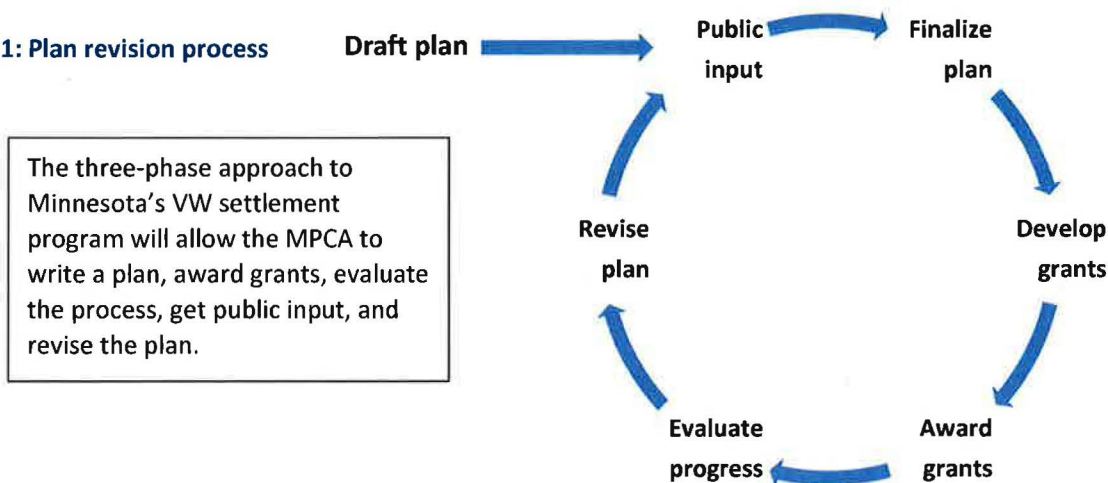 1: Plan revision process
Draft plan
Public
input
Finalize
plan
Develop
grants
Award
grants
Evaluate
progress
Revise
plan
The three-phase approach to
Minnesota's VW settlement
program will allow the MPCA to
write a plan, award grants, evaluate
the process, get public input, and
revise the plan.